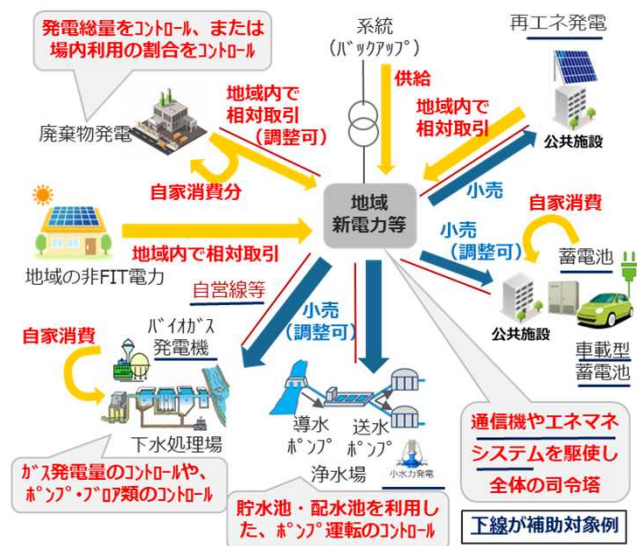 発電総量をｺﾝﾄﾛｰﾙ、または
場内利用の割合をｺﾝﾄﾛｰﾙ
系統
(ﾊﾞｯｸｱｯﾌﾟ)
再エネ発電
供給
地域内で
相対取引
（調整可）
地域内で
相対取引
廃棄物発電
公共施設
自家消費分
地域
新電力等
小売
小売
（調整可）
自家消費
蓄電池
地域内で相対取引
地域の非FIT電力
自営線等
小売
（調整可）
公共施設
車載型
蓄電池
自家消費
ﾊﾞｲｵｶﾞｽ
発電機
導水
ﾎﾟﾝﾌﾟ
送水
ﾎﾟﾝﾌﾟ
小水力発電
下水処理場
浄水場
通信機やエネマネ
システムを駆使し
全体の司令塔
ｶﾞｽ発電量のｺﾝﾄﾛｰﾙや、
ﾎﾟﾝﾌﾟ・ﾌﾞﾛｱ類のｺﾝﾄﾛｰﾙ
貯水池・配水池を利用し
た、ﾎﾟﾝﾌﾟ運転のｺﾝﾄﾛｰﾙ
下線が補助対象例